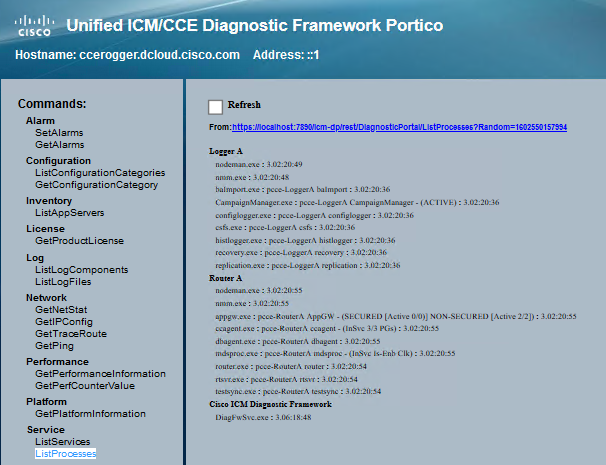 CISCO
Unified ICM/CCE Diagnostic Framework Portico
Hostname: ccerogger.dcloud.cisco.com Address: ::1
Commands:
Alarm
SetAlarms
GetAlarms
Configuration
ListConfigurationCategories
GetConfigurationCategory
Inventory
ListAppServers
License
GetProductLicense
Log
ListLogComponents
ListLogFiles
Network
GetNetStat
GetIPConfig
GetTraceRoute
GetPing
Performance
GetPerformanceInformation
GetPerfCounterValue
Platform
GetPlatformInformation
Service
ListServices
ListProcesses
Refresh
From:https://localhost:7890/icm-dp/rest/DiagnosticPortal/ListProcesses?Random=1602550157994
Logger A
nodeman.exe : 3.02:20:49
nmm.exe : 3.02:20:48
baImport.exe : pcce-LoggerA baImport : 3.02:20:36
CampaignManager.exe : pcce-LoggerA CampaignManager - (ACTIVE) : 3.02:20:36
configlogger.exe : pcce-LoggerA configlogger : 3.02:20:36
csfs.exe : pcce-LoggerA csfs : 3.02:20:36
histlogger.exe : pcce-LoggerA histlogger : 3.02:20:36
recovery.exe : pcce-LoggerA recovery : 3.02:20:36
replication.exe : pcce-LoggerA replication : 3.02:20:36
Router A
nodeman.exe : 3.02:20:55
nmm.exe : 3.02:20:55
appgw.exe : pcce-RouterA AppGW - (SECURED [Active 0/0)] NON-SECURED [Active 2/2]) : 3.02:20:55
ccagent.exe : pcce-RouterA ccagent - (InSvc 3/3 PGs) : 3.02:20:55
dbagent.exe : pcce-RouterA dbagent : 3.02:20:55
mdsproc.exe : pcce-RouterA mdsproc - (InSvc Is-Enb Clk) : 3.02:20:55
router.exe : pcce-RouterA router : 3.02:20:54
rtsvr.exe : pcce-RouterA rtsvr : 3.02:20:54
testsync.exe : pcce-RouterA testsync : 3.02:20:54
Cisco ICM Diagnostic Framework
DiagFwSvc.exe : 3.06:18:48